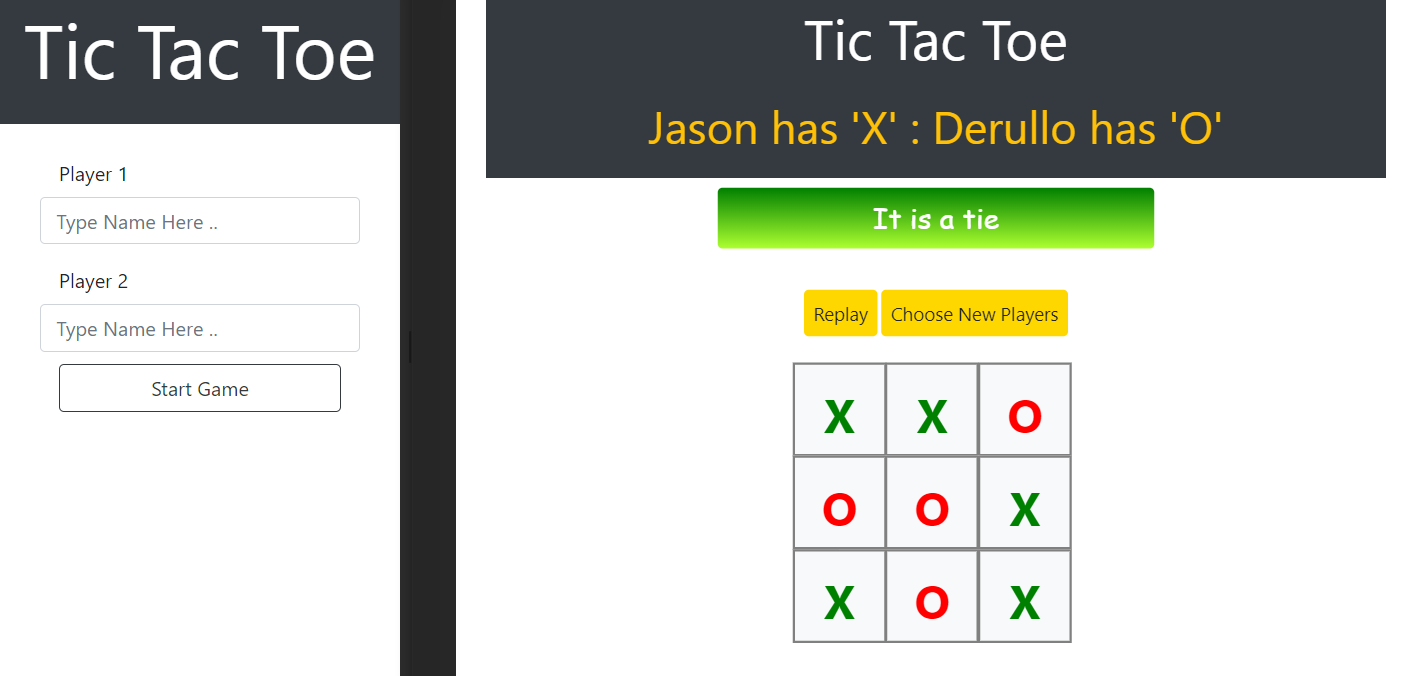 Tic Tac Toe
Player 1
Type Name Here ..
Player 2
Type Name Here ..
Start Game
Tic Tac Toe
Jason has 'X' : Derullo has 'O'
It is a tie
Replay Choose New Players
X X O
O O X
X O X